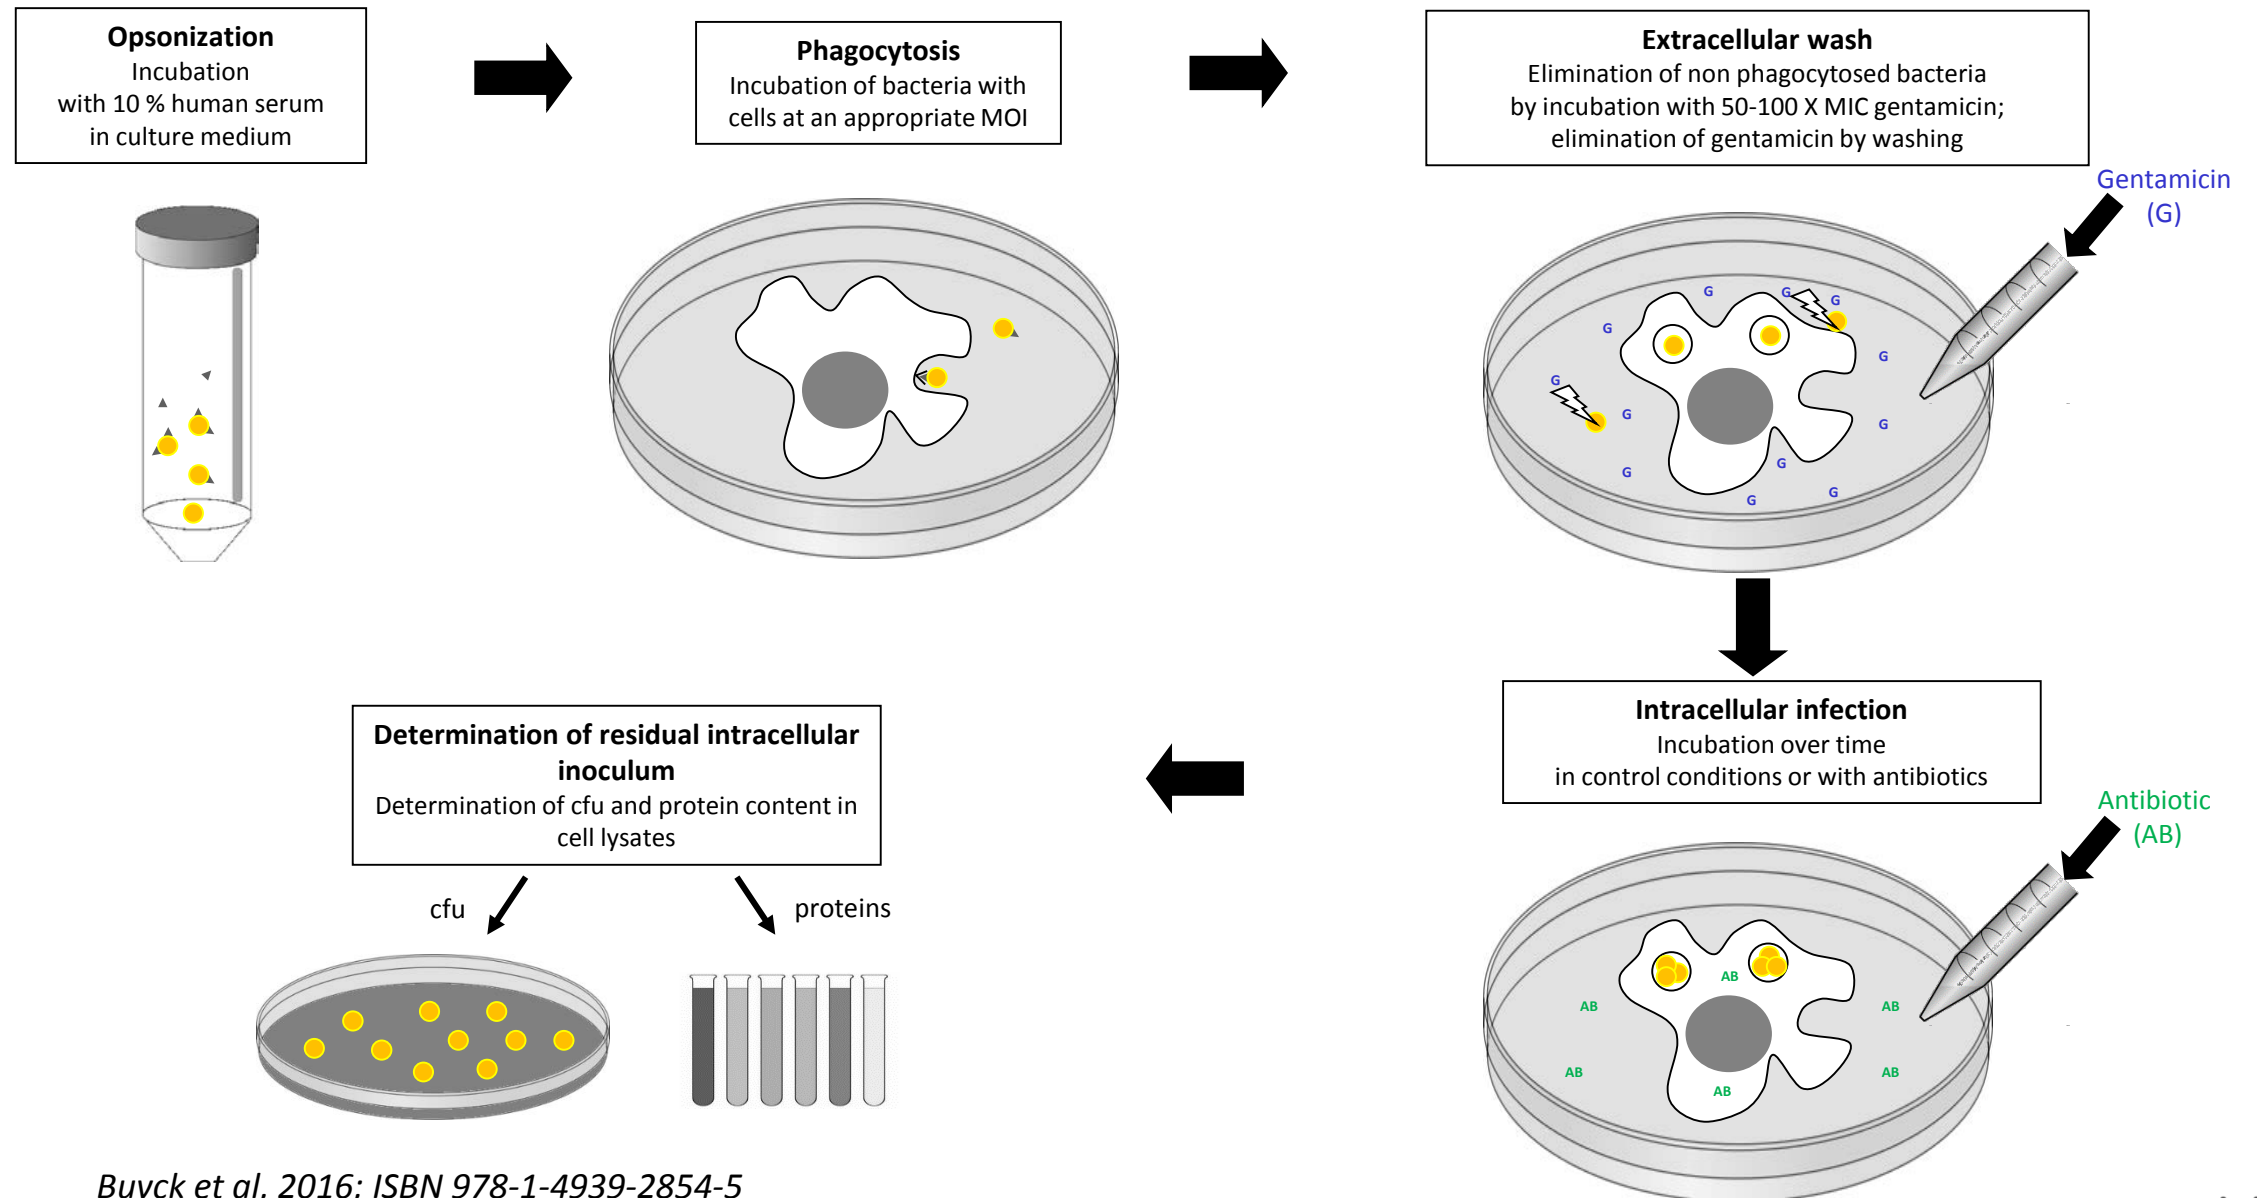 Opsonization
Incubation
with 10 % human serum
in culture medium
Phagocytosis
Incubation of bacteria with
cells at an appropriate MOI
Extracellular wash
Elimination of non phagocytosed bacteria
by incubation with 50-100 X MIC gentamicin;
elimination of gentamicin by washing
Gentamicin
(G)
G
G
G
G
G
G
G
G
G
G
G
G
Intracellular infection
Incubation over time
in control conditions or with antibiotics
Antibiotic
(AB)
AB
AB
AB
AB
AB
AB
Determination of residual intracellular
inoculum
Determination of cfu and protein content in
cell lysates
cfu
proteins
Buyck et al. 2016; ISBN 978-1-4939-2854-5